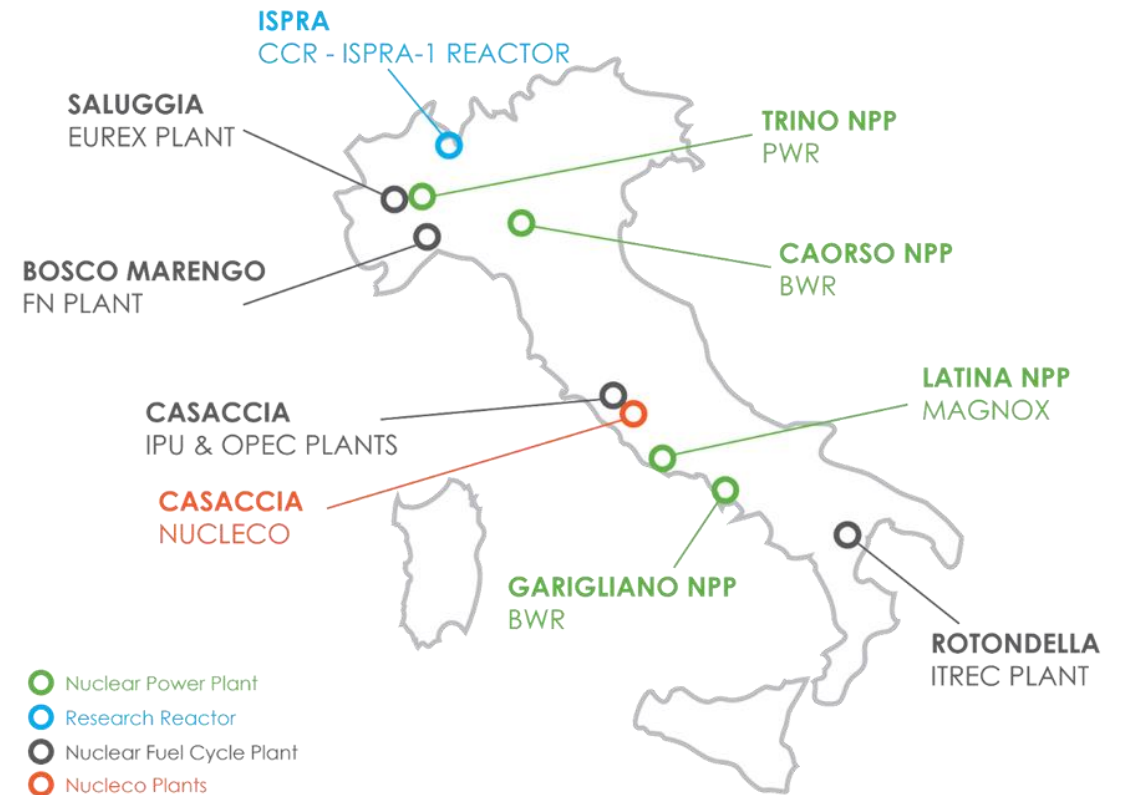 ISPRA
CCR - ISPRA-1 REACTOR
SALUGGIA
EUREX PLANT
TRINO NPP
PWR
BOSCO MARENGO
FN PLANT
CAORSO NPP
BWR
LATINA NPP
MAGNOX
CASACCIA
IPU & OPEC PLANTS
CASACCIA
NUCLECO
GARIGLIANO NPP
BWR
ROTONDELLA
ITREC PLANT
Nuclear Power Plant
Research Reactor
Nuclear Fuel Cycle Plant
Nucleco Plants